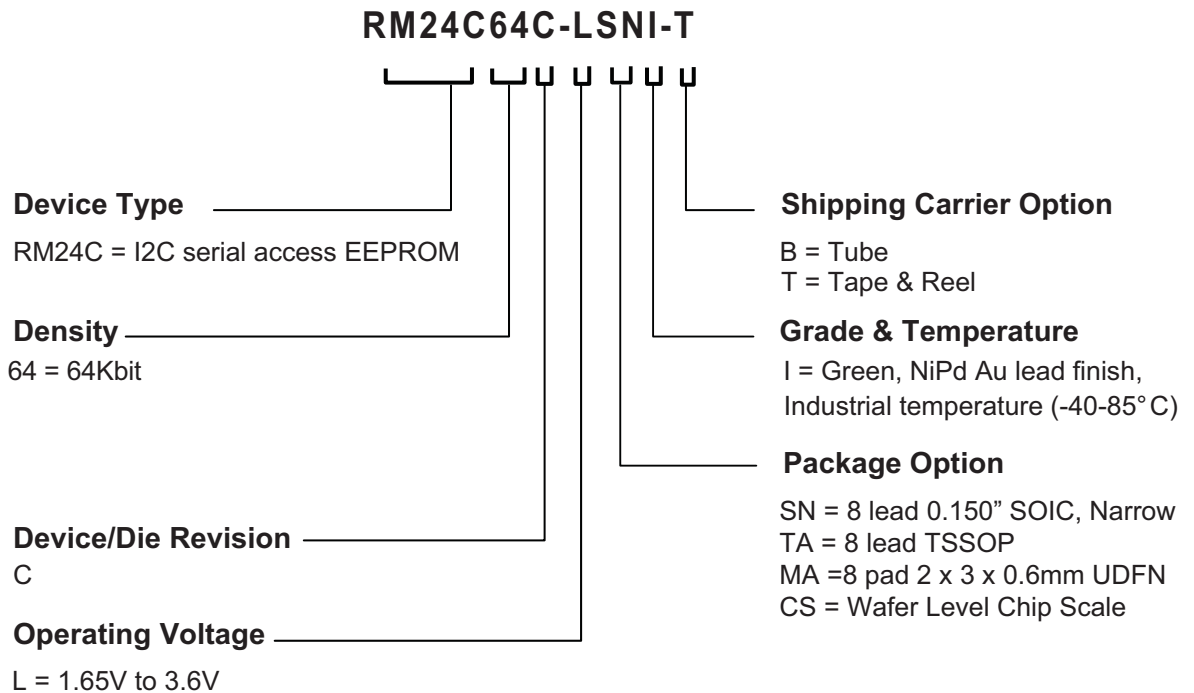 RM24C64C-LSNI-T
Device Type
RM24C = I2C serial access EEPROM
Density
64 = 64Kbit
Device/Die Revision
C
Operating Voltage
L = 1.65V to 3.6V
Shipping Carrier Option
B = Tube
T = Tape & Reel
Grade & Temperature
I = Green, NiPd Au lead finish,
Industrial temperature (-40-85°C)
Package Option
SN = 8 lead 0.150” SOIC, Narrow
TA = 8 lead TSSOP
MA =8 pad 2 x 3 x 0.6mm UDFN
CS = Wafer Level Chip Scale